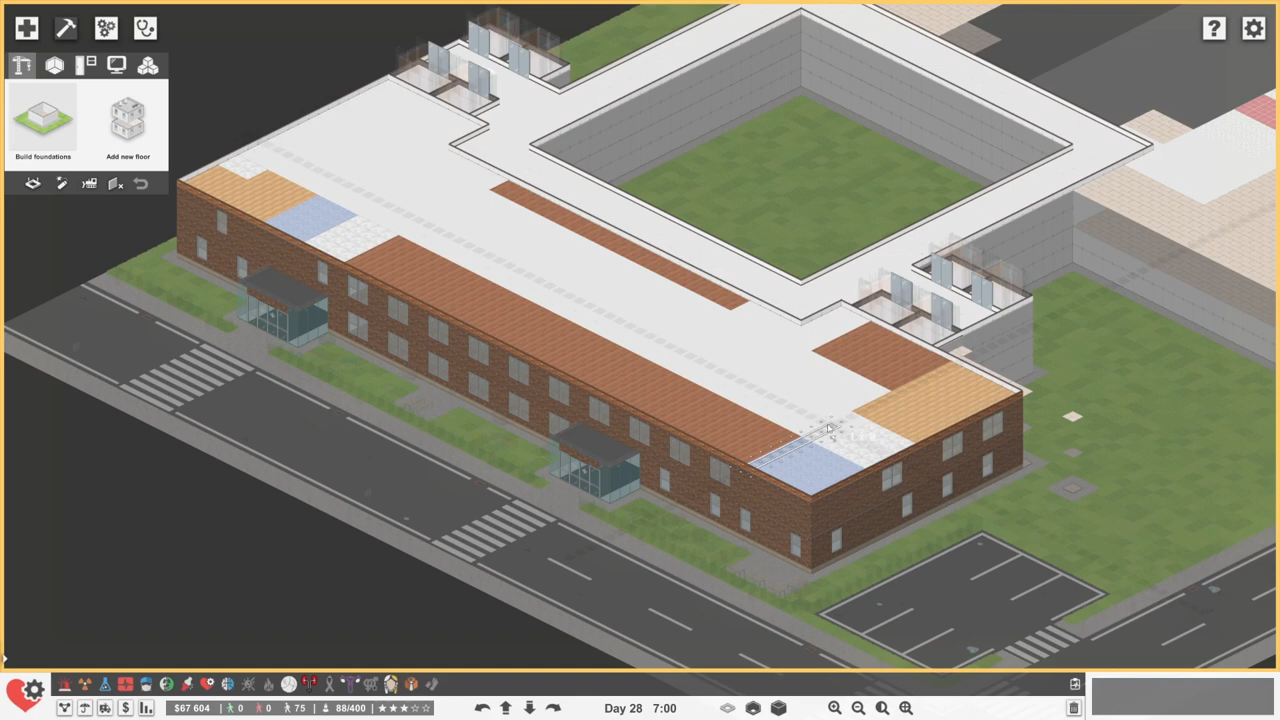 ?
Build foundations
Add new floor
$67 604 0 0 75 88/400
Day 28 7:00
$